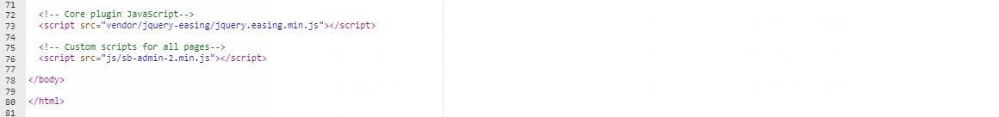 71
72 <!-- Core plugin JavaScript-->
73 <script src="vendor/jquery-easing/jquery.easing.min.js"></script>
74
75 <!-- Custom scripts for all pages-->
76 <script src="js/sb-admin-2.min.js"></script>
77
78 </body>
79
80 </html>
81